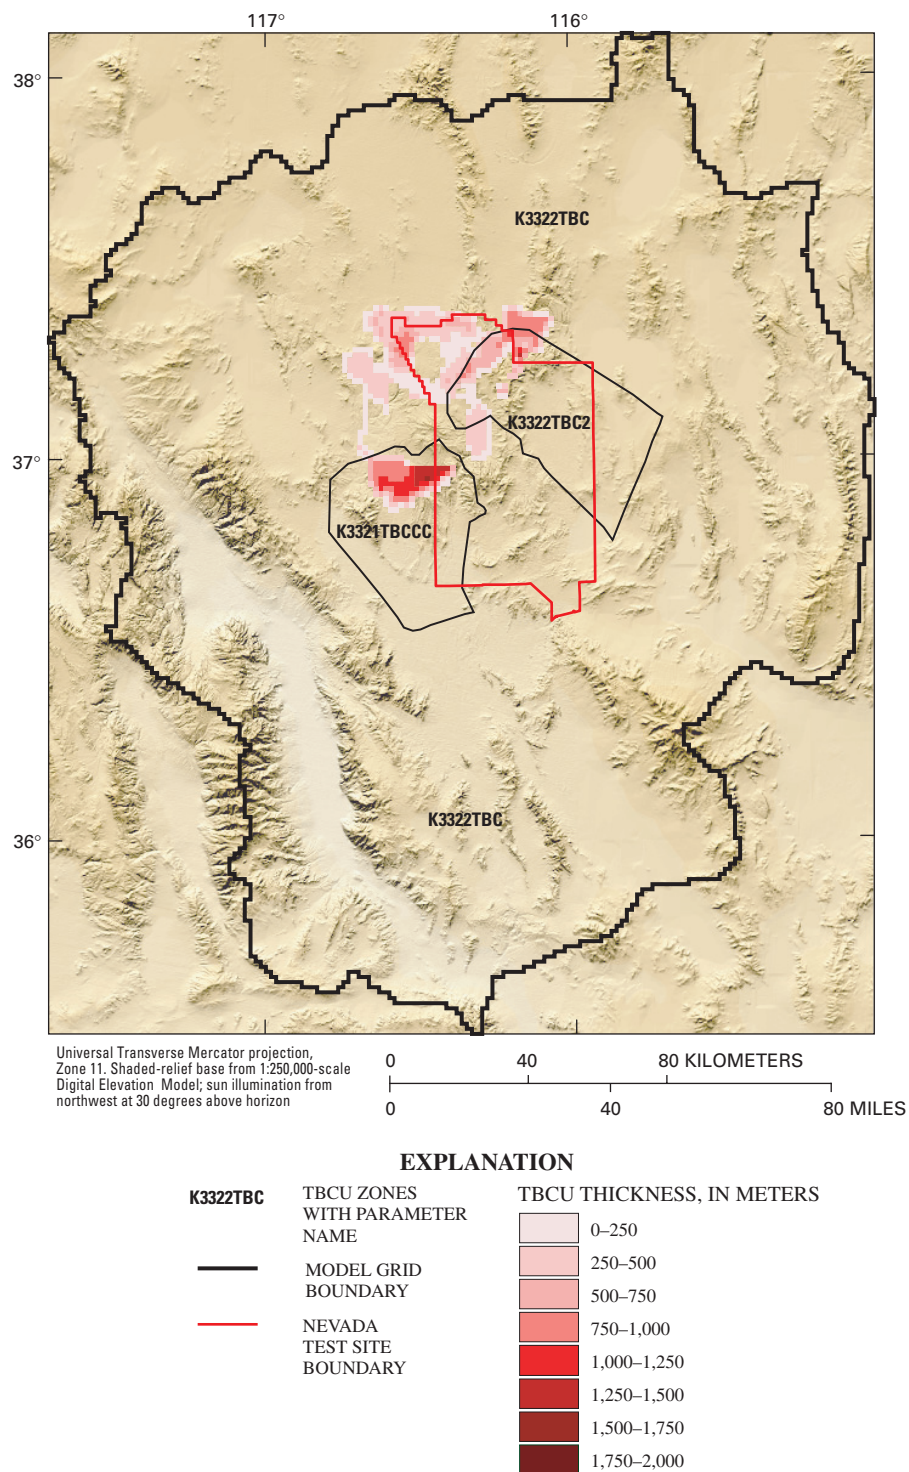 117°
116°
38°
K3322TBC
K3322TBC2
37°
K3321TBCCC
K3322TBC
36°
Universal Transverse Mercator projection,
Zone 11. Shaded-relief base from 1:250,000-scale
Digital Elevation Model; sun illumination from
northwest at 30 degrees above horizon
0 40 80 KILOMETERS
0 40 80 MILES
EXPLANATION
K3322TBC
TBCU ZONES
WITH PARAMETER
NAME
MODEL GRID
BOUNDARY
NEVADA
TEST SITE
BOUNDARY
TBCU THICKNESS, IN METERS
0–250
250–500
500–750
750–1,000
1,000–1,250
1,250–1,500
1,500–1,750
1,750–2,000